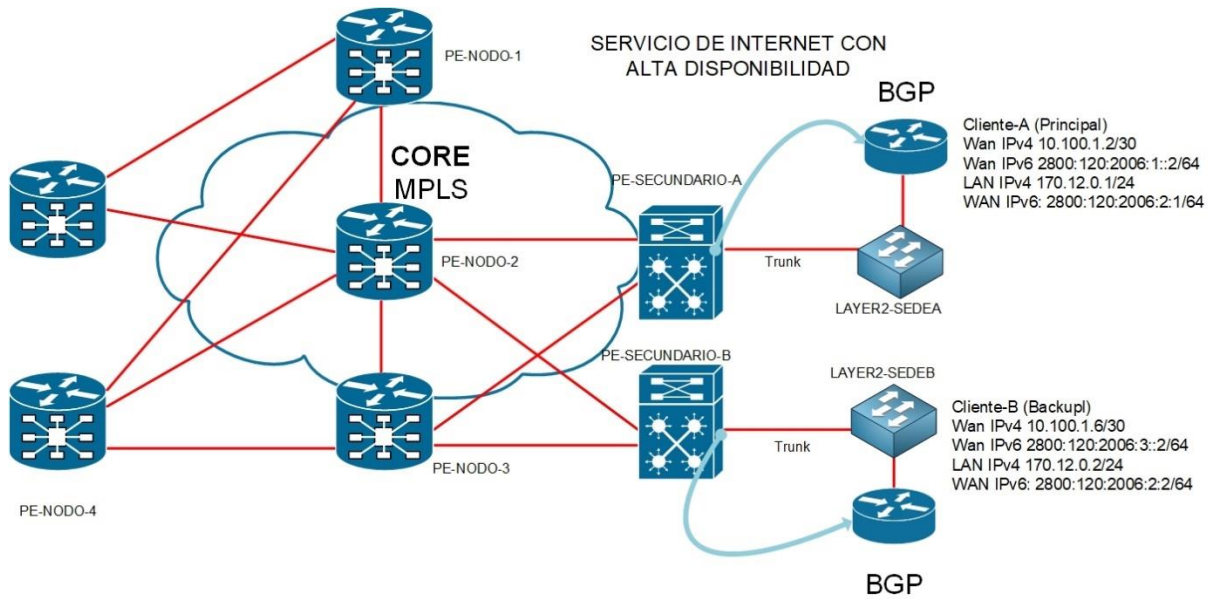 PE-NODO-1
SERVICIO DE INTERNET CON
ALTA DISPONIBILIDAD
BGP
Cliente-A (Principal)
Wan IPv4 10.100.1.2/30
Wan IPv6 2800:120:2006:1::2/64
LAN IPv4 170.12.0.1/24
WAN IPv6: 2800:120:2006:2:1/64
CORE
MPLS
PE-SECUNDARIO-A
PE-NODO-2
Trunk
LAYER2-SEDEA
PE-SECUNDARIO-B
LAYER2-SEDEB
Cliente-B (Backupl)
Wan IPv4 10.100.1.6/30
Wan IPv6 2800:120:2006:3::2/64
LAN IPv4 170.12.0.2/24
WAN IPv6: 2800:120:2006:2:2/64
Trunk
PE-NODO-3
PE-NODO-4
BGP